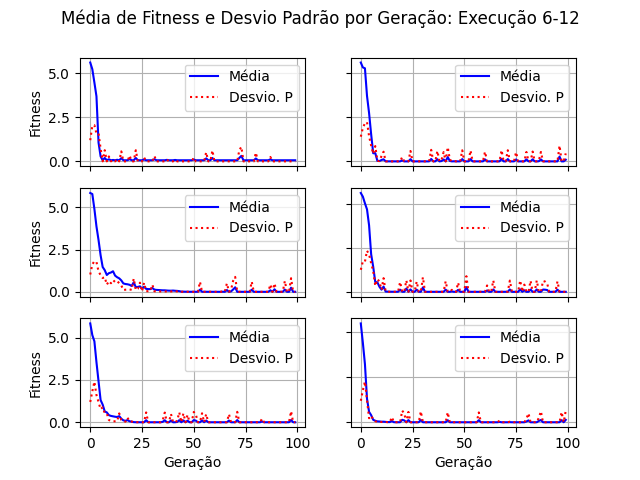 Média de Fitness e Desvio Padrão por Geração: Execução 6-12
Fitness
5.0
2.5
0.0
Média
Desvio. P
Média
Desvio. P
Fitness
5.0
2.5
0.0
Média
Desvio. P
Média
Desvio. P
Fitness
5.0
2.5
0.0
Média
Desvio. P
Média
Desvio. P
0 25 50 75 100
Geração
0 25 50 75 100
Geração